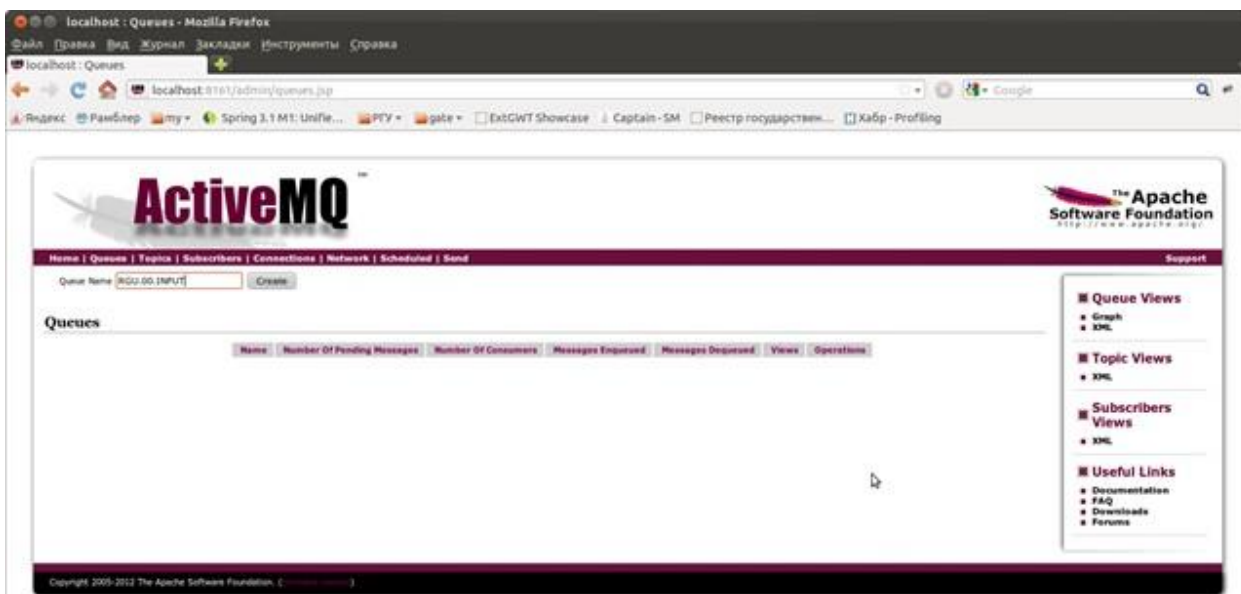 localhost : Queues - Mozilla Firefox
Файл Правка Вид Журнал Закладки Инструменты Справка
localhost : Queues
localhost:8161/admin/queues.jsp
Google
Яндекс Рамблер my Spring 3.1 M1: Unifie... РГУ gate ExtGWT Showcase Captain-SM Реестр государствен... Хабр - Profiling
ActiveMQ
The Apache
Software Foundation
http://www.apache.org/
Home | Queues | Topics | Subscribers | Connections | Network | Scheduled | Send
Support
Queue Name RGU.00.INPUT Create
Queues
Name Number Of Pending Messages Number Of Consumers Messages Enqueued Messages Dequeued Views Operations
Queue Views
Graph
XML
Topic Views
XML
Subscribers
Views
XML
Useful Links
Documentation
FAQ
Downloads
Forums
Copyright 2005-2012 The Apache Software Foundation. ( )